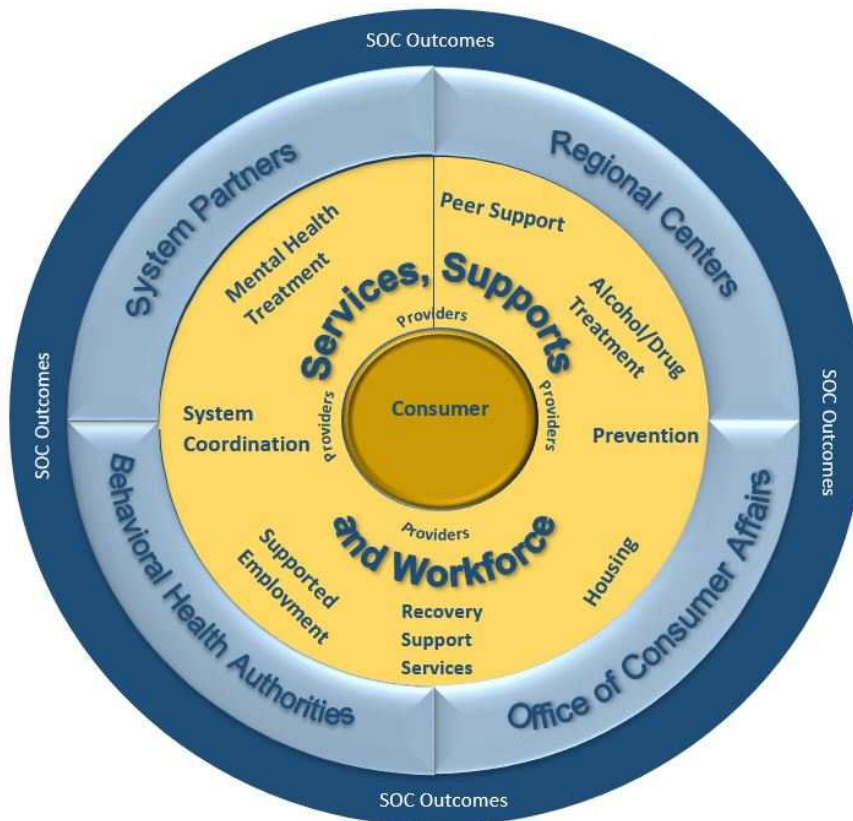 SOC Outcomes
System Partners
Regional Centers
Peer Support
Mental Health
Treatment
Alcohol/Drug
Treatment
Services, Supports
Providers
SOC Outcomes
System
Coordination
Providers
Consumer
Providers
Prevention
SOC Outcomes
Providers
and Workforce
Supported
Employment
Recovery
Support
Services
Housing
Behavioral Health Authorities
Office of Consumer Affairs
SOC Outcomes